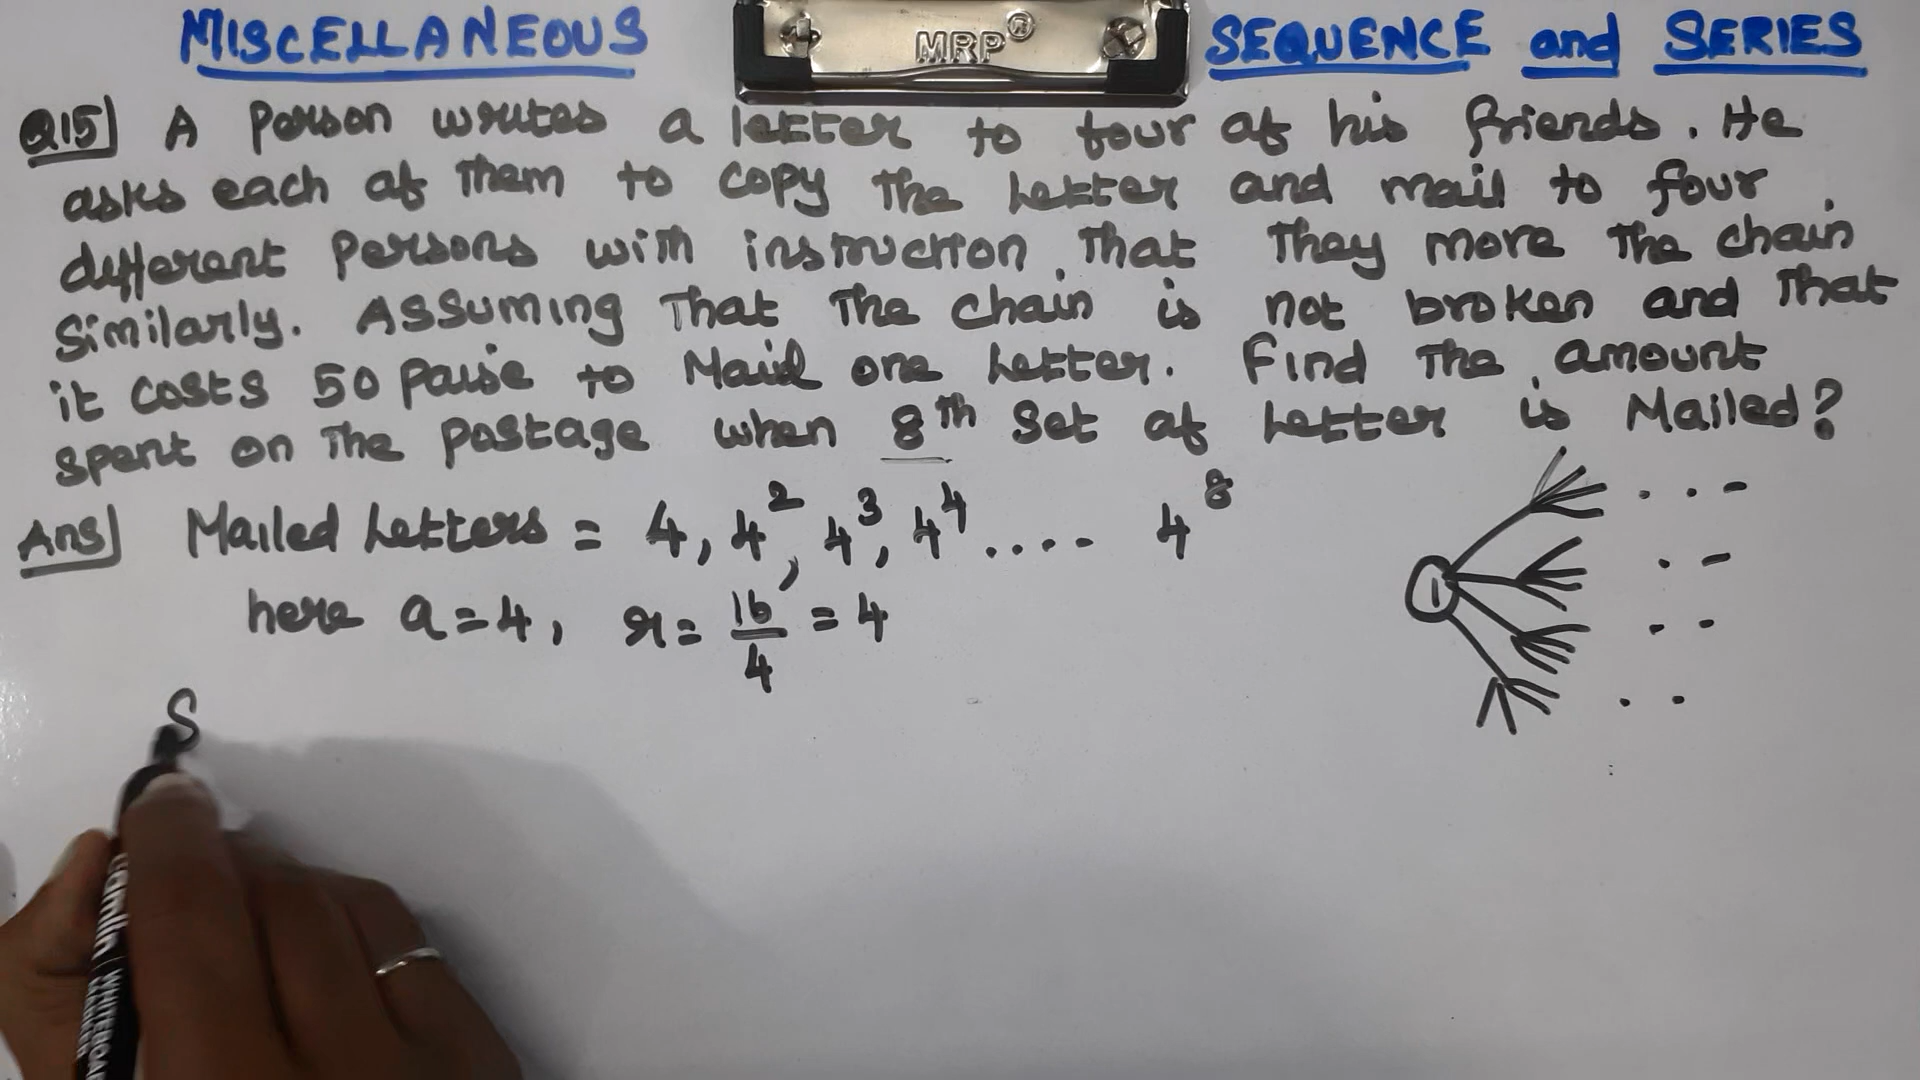 MISCELLANEOUS MRP® SEQUENCE and SERIES
Q15] A Person writes a letter to four of his friends. He
asks each of them to copy the letter and mail to four
different Persons with instruction that they more the chain
Similarly. Assuming that the chain is not broken and that
it costs 50 paise to Mail one letter. Find the amount
spent on the postage when 8th Set of Letter is Mailed?
Ans] Mailed Letters = 4, 4², 4³, 4⁴ .... 4⁸
here a=4, r= 16/4 = 4
1
S
camlin WHITEBOARD